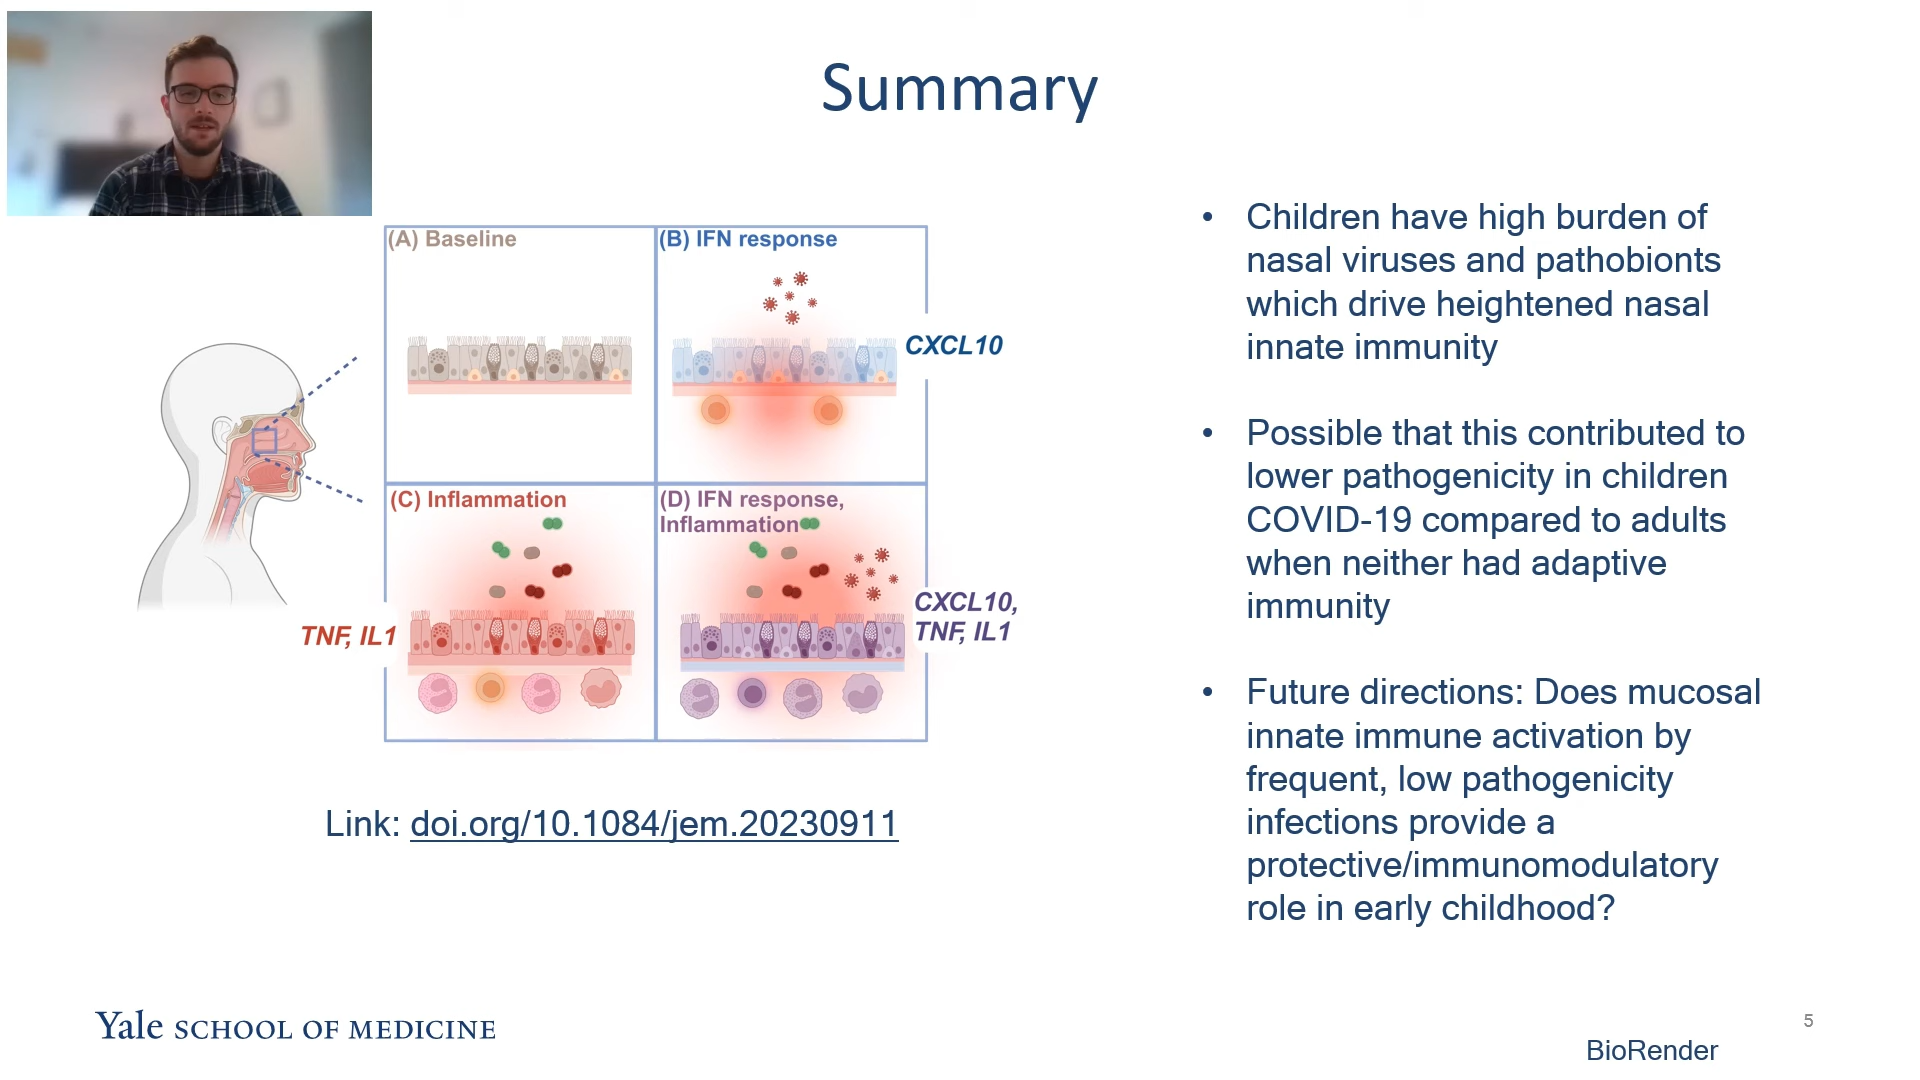 Summary
(A) Baseline
(B) IFN response
CXCL10
(C) Inflammation
TNF, IL1
(D) IFN response,
Inflammation
CXCL10,
TNF, IL1
Link: doi.org/10.1084/jem.20230911
• Children have high burden of
nasal viruses and pathobionts
which drive heightened nasal
innate immunity
• Possible that this contributed to
lower pathogenicity in children
COVID-19 compared to adults
when neither had adaptive
immunity
• Future directions: Does mucosal
innate immune activation by
frequent, low pathogenicity
infections provide a
protective/immunomodulatory
role in early childhood?
Yale SCHOOL OF MEDICINE
5
BioRender